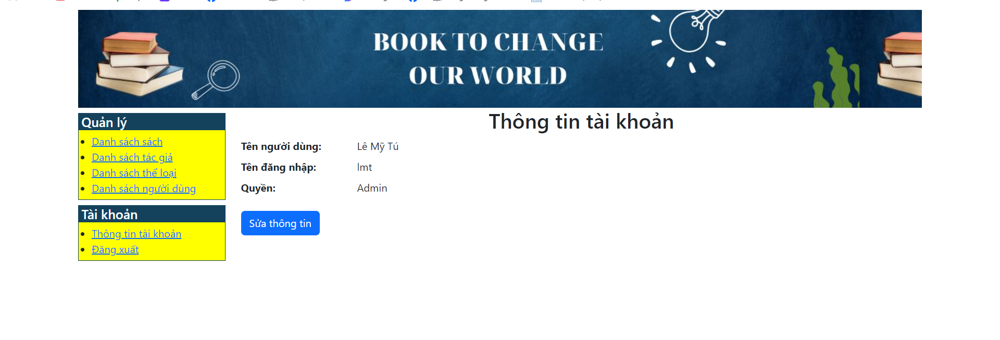 BOOK TO CHANGE
OUR WORLD
Quản lý
Danh sách sách
Danh sách tác giả
Danh sách thể loại
Danh sách người dùng
Tài khoản
Thông tin tài khoản
Đăng xuất
Thông tin tài khoản
Tên người dùng: Lê Mỹ Tú
Tên đăng nhập: lmt
Quyền: Admin
Sửa thông tin